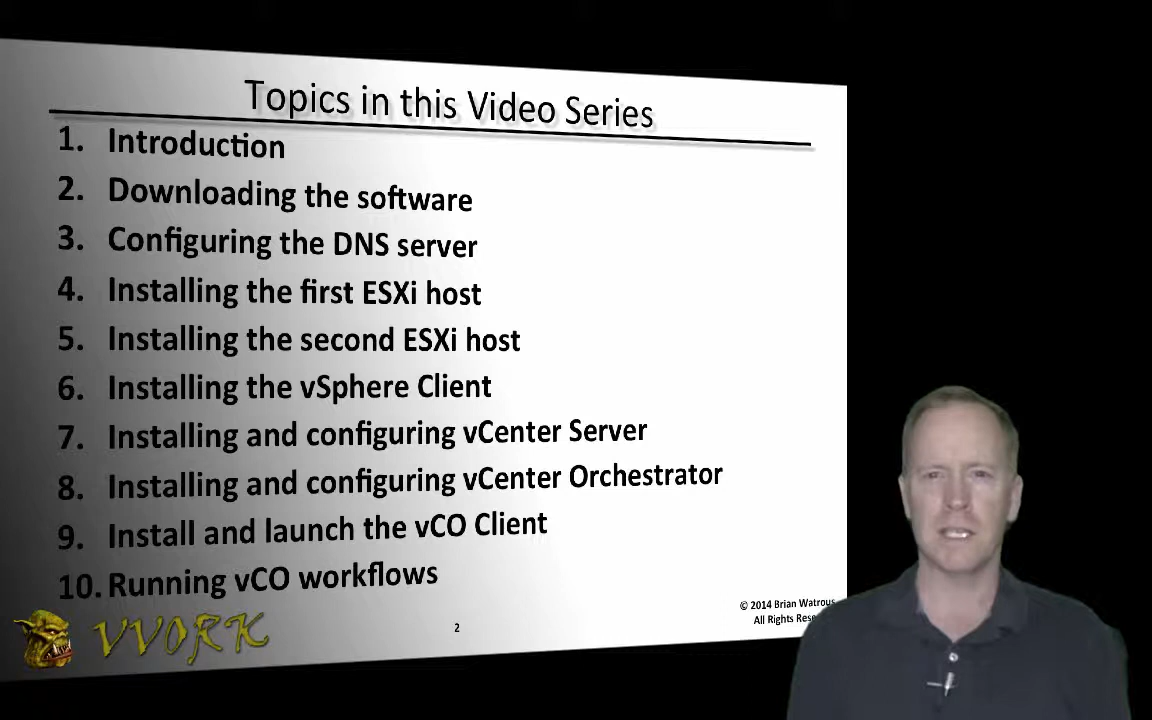 Topics in this Video Series
1. Introduction
2. Downloading the software
3. Configuring the DNS server
4. Installing the first ESXi host
5. Installing the second ESXi host
6. Installing the vSphere Client
7. Installing and configuring vCenter Server
8. Installing and configuring vCenter Orchestrator
9. Install and launch the vCO Client
10. Running vCO workflows
© 2014 Brian Watrous
All Rights
VVORK
2